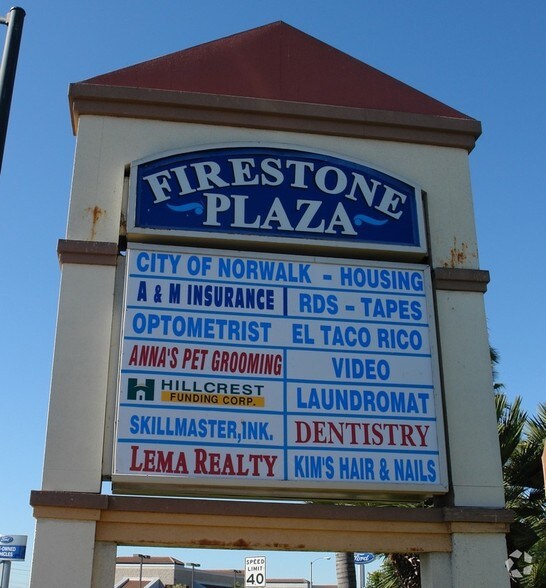 FIRESTONE
PLAZA
CITY OF NORWALK - HOUSING
A & M INSURANCE RDS - TAPES
OPTOMETRIST EL TACO RICO
ANNA'S PET GROOMING VIDEO
HILLCREST
FUNDING CORP. LAUNDROMAT
SKILLMASTER,INK. DENTISTRY
LEMA REALTY KIM'S HAIR & NAILS
SPEED
LIMIT
40
Ford